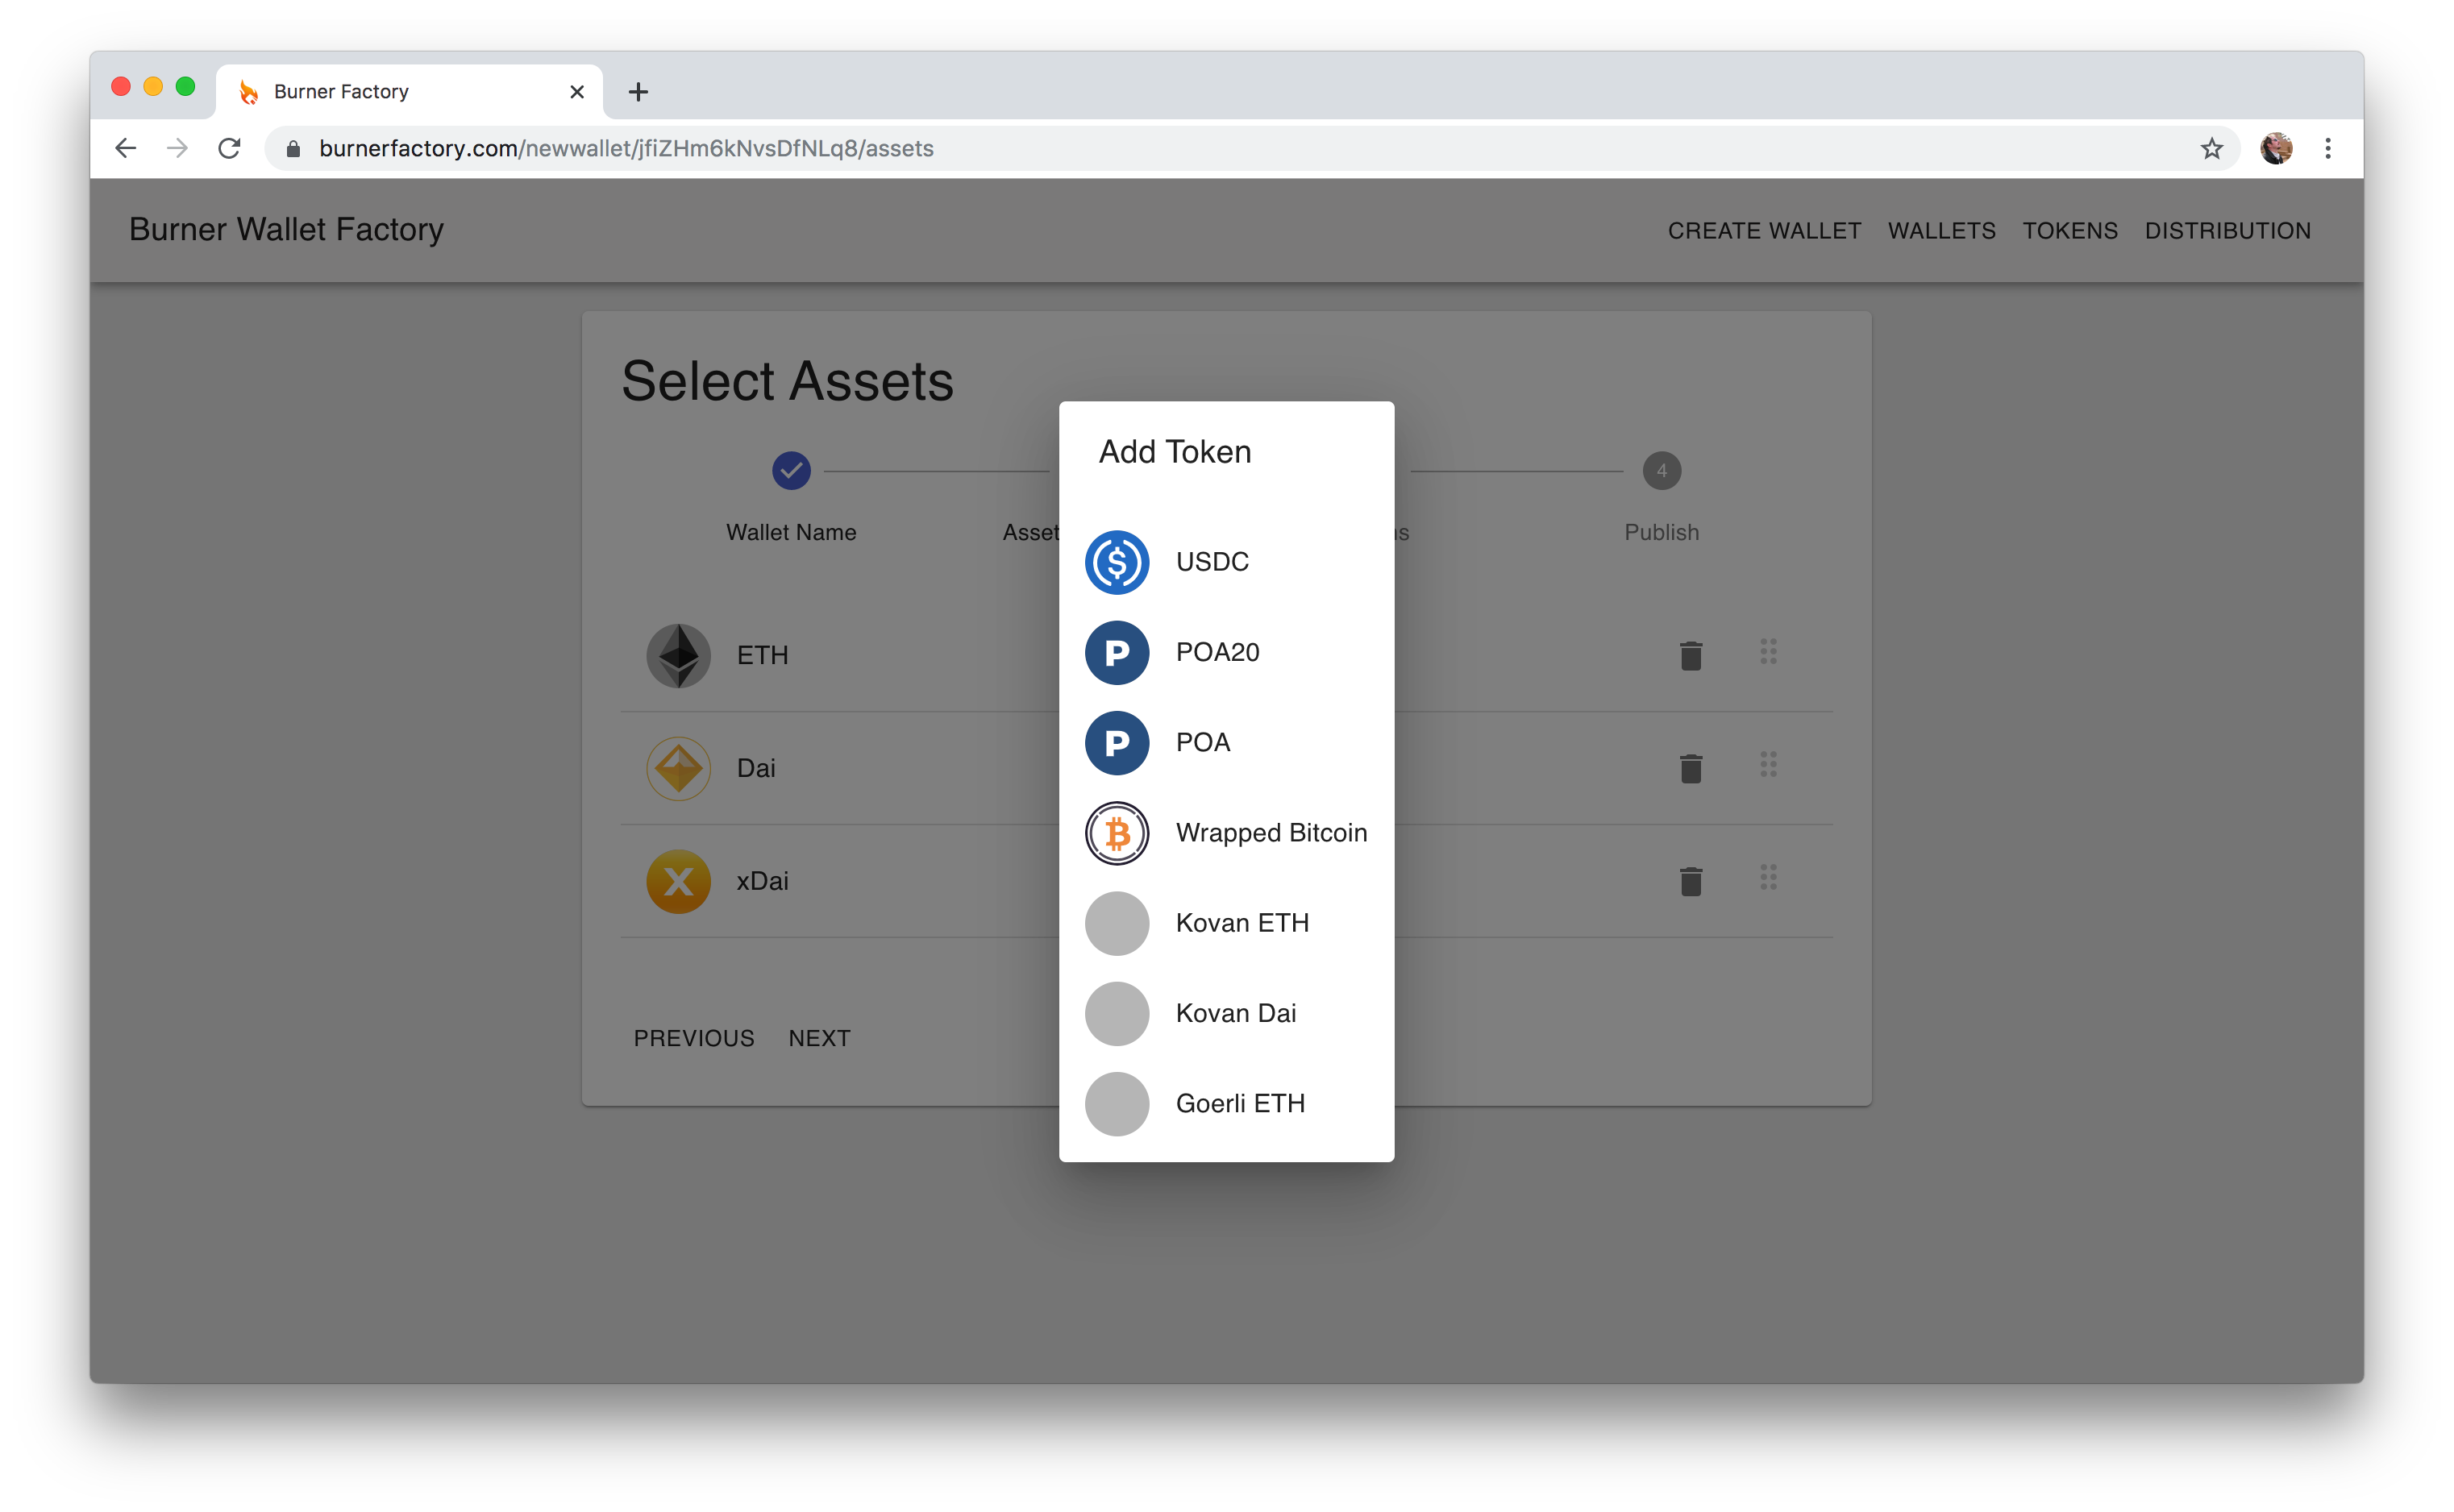 Burner Factory
burnerfactory.com/newwallet/jfiZHm6kNvsDfNLq8/assets
Burner Wallet Factory
CREATE WALLET WALLETS TOKENS DISTRIBUTION
Select Assets
Add Token
4
Wallet Name
Publish
USDC
POA20
POA
Wrapped Bitcoin
Kovan ETH
Kovan Dai
Goerli ETH
ETH
Dai
xDai
PREVIOUS NEXT